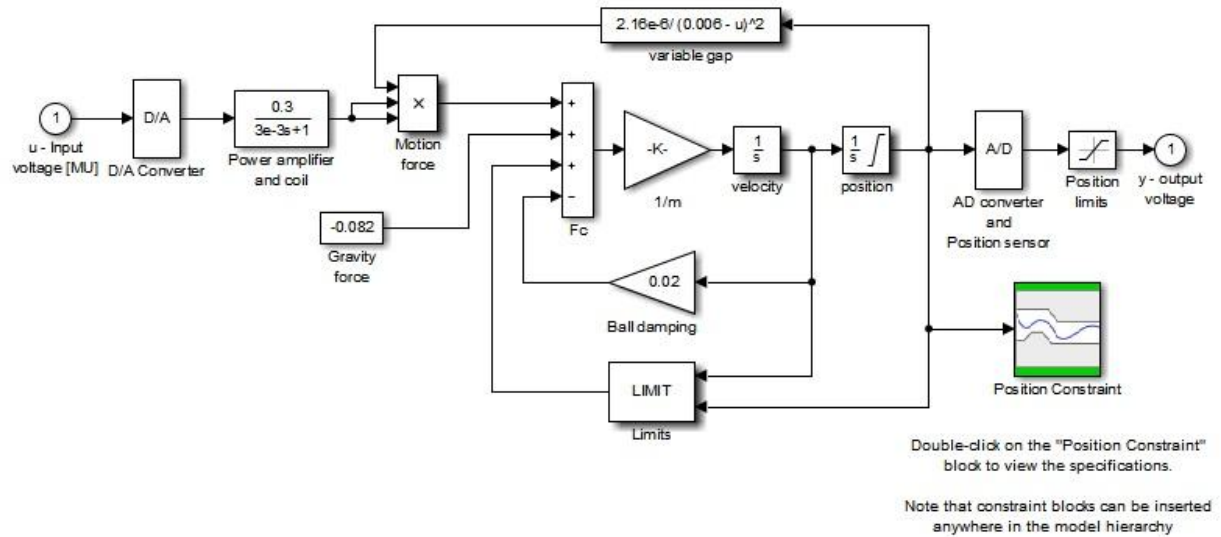 2.16e-6/ (0.006 - u)^2
variable gap
1
u - Input
voltage [MU]
D/A
D/A Converter
0.3
3e-3s+1
Power amplifier
and coil
×
Motion
force
-0.082
Gravity
force
+
+
+
−
Fc
-K-
1/m
1
s
velocity
1
s
position
0.02
Ball damping
LIMIT
Limits
A/D
AD converter
and
Position sensor
Position
limits
1
y - output
voltage
Position Constraint
Double-click on the "Position Constraint"
block to view the specifications.
Note that constraint blocks can be inserted
anywhere in the model hierarchy